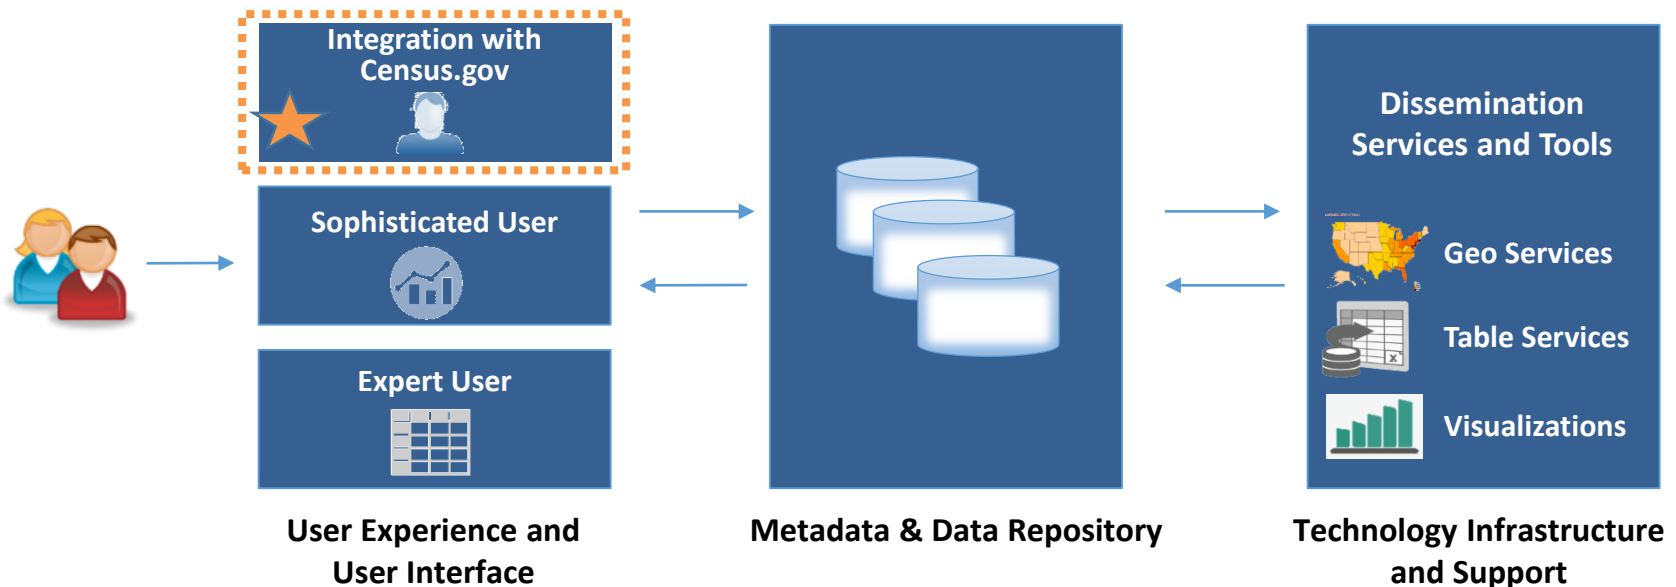 Integration with
Census.gov
Sophisticated User
Expert User
User Experience and
User Interface
Metadata & Data Repository
Dissemination
Services and Tools
Geo Services
Table Services
X
Visualizations
Technology Infrastructure
and Support